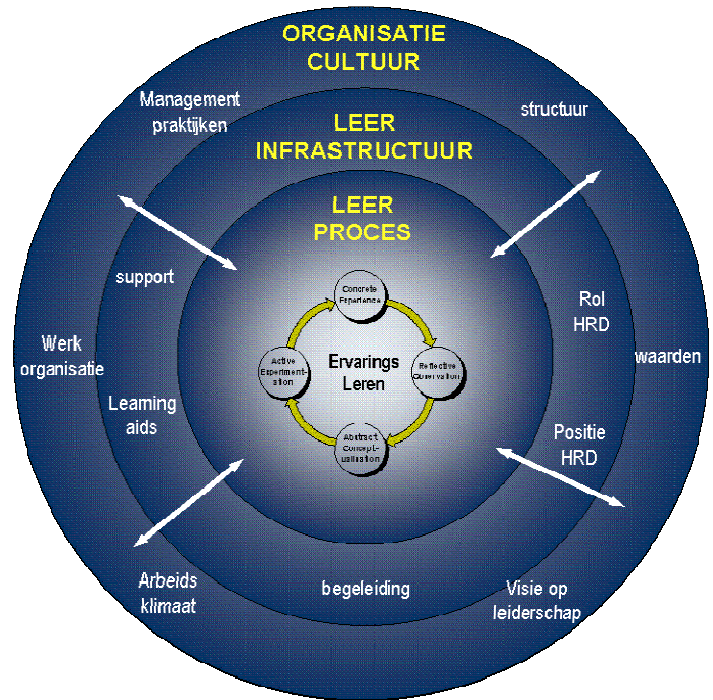 ORGANISATIE
CULTUUR
Management
praktijken
structuur
LEER
INFRASTRUCTUUR
LEER
PROCES
support
Rol
HRD
Werk
organisatie
waarden
Learning
aids
Positie
HRD
Concrete
Experience
Active
Experiment-
ation
Ervarings
Leren
Reflective
Observation
Abstract
Concept-
ualisation
Arbeids
klimaat
begeleiding
Visie op
leiderschap